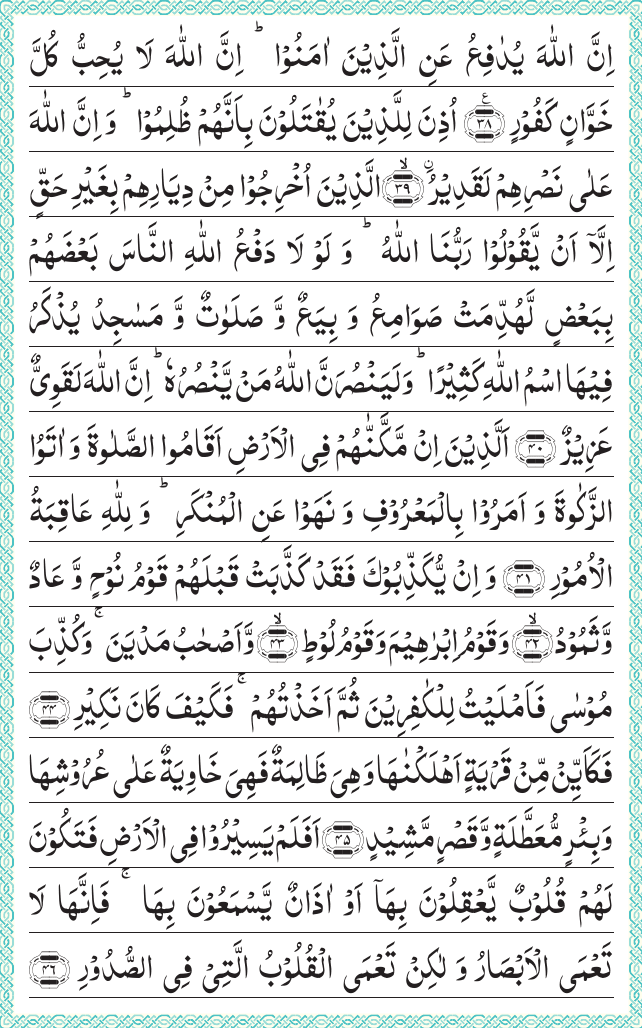 اِنَّ اللّٰهَ يُدٰفِعُ عَنِ الَّذِيْنَ اٰمَنُوْا ؕ اِنَّ اللّٰهَ لَا يُحِبُّ كُلَّ
خَوَّانٍ كَفُوْرٍ ﴿۳۸﴾ ع اُذِنَ لِلَّذِيْنَ يُقٰتَلُوْنَ بِاَنَّهُمْ ظُلِمُوْا ؕ وَ اِنَّ اللّٰهَ
عَلٰى نَصْرِهِمْ لَقَدِيْرُ ۨ ﴿ۙ۳۹﴾ الَّذِيْنَ اُخْرِجُوْا مِنْ دِيَارِهِمْ بِغَيْرِ حَقٍّ
اِلَّاۤ اَنْ يَّقُوْلُوْا رَبُّنَا اللّٰهُ ؕ وَ لَوْ لَا دَفْعُ اللّٰهِ النَّاسَ بَعْضَهُمْ
بِبَعْضٍ لَّهُدِّمَتْ صَوَامِعُ وَ بِيَعٌ وَّ صَلَوٰتٌ وَّ مَسٰجِدُ يُذْكَرُ
فِيْهَا اسْمُ اللّٰهِ كَثِيْرًا ؕ وَ لَيَنْصُرَنَّ اللّٰهُ مَنْ يَّنْصُرُهٗ ؕ اِنَّ اللّٰهَ لَقَوِيٌّ
عَزِيْزٌ ﴿۴۰﴾ اَلَّذِيْنَ اِنْ مَّكَّنّٰهُمْ فِى الْاَرْضِ اَقَامُوا الصَّلٰوةَ وَ اٰتَوُا
الزَّكٰوةَ وَ اَمَرُوْا بِالْمَعْرُوْفِ وَ نَهَوْا عَنِ الْمُنْكَرِ ؕ وَ لِلّٰهِ عَاقِبَةُ
الْاُمُوْرِ ﴿۴۱﴾ وَ اِنْ يُّكَذِّبُوْكَ فَقَدْ كَذَّبَتْ قَبْلَهُمْ قَوْمُ نُوْحٍ وَّ عَادٌ
وَّ ثَمُوْدُ ﴿ۙ۴۲﴾ وَ قَوْمُ اِبْرٰهِيْمَ وَ قَوْمُ لُوْطٍ ﴿ۙ۴۳﴾ وَّ اَصْحٰبُ مَدْيَنَ ۚ وَ كُذِّبَ
مُوْسٰى فَاَمْلَيْتُ لِلْكٰفِرِيْنَ ثُمَّ اَخَذْتُهُمْ ۚ فَكَيْفَ كَانَ نَكِيْرِ ﴿۴۴﴾
فَكَاَيِّنْ مِّنْ قَرْيَةٍ اَهْلَكْنٰهَا وَ هِىَ ظَالِمَةٌ فَهِىَ خَاوِيَةٌ عَلٰى عُرُوْشِهَا
وَ بِئْرٍ مُّعَطَّلَةٍ وَّ قَصْرٍ مَّشِيْدٍ ﴿۴۵﴾ اَفَلَمْ يَسِيْرُوْا فِى الْاَرْضِ فَتَكُوْنَ
لَهُمْ قُلُوْبٌ يَّعْقِلُوْنَ بِهَاۤ اَوْ اٰذَانٌ يَّسْمَعُوْنَ بِهَا ۚ فَاِنَّهَا لَا
تَعْمَى الْاَبْصَارُ وَ لٰكِنْ تَعْمَى الْقُلُوْبُ الَّتِىْ فِى الصُّدُوْرِ ﴿۴۶﴾